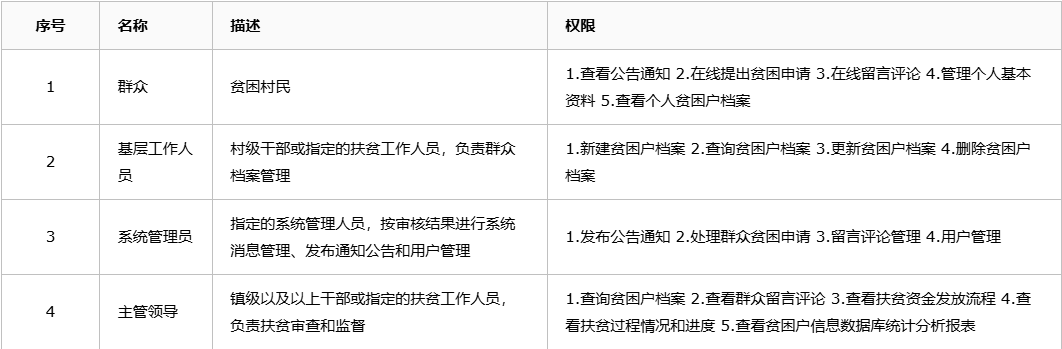 序号 名称 描述 权限
1 群众 贫困村民 1.查看公告通知 2.在线提出贫困申请 3.在线留言评论 4.管理个人基本
资料 5.查看个人贫困户档案
2 基层工作人
员 村级干部或指定的扶贫工作人员，负责群众
档案管理 1.新建贫困户档案 2.查询贫困户档案 3.更新贫困户档案 4.删除贫困户
档案
3 系统管理员 指定的系统管理人员，按审核结果进行系统
消息管理、发布通知公告和用户管理 1.发布公告通知 2.处理群众贫困申请 3.留言评论管理 4.用户管理
4 主管领导 镇级以及以上干部或指定的扶贫工作人员，
负责扶贫审查和监督 1.查询贫困户档案 2.查看群众留言评论 3.查看扶贫资金发放流程 4.查
看扶贫过程情况和进度 5.查看贫困户信息数据库统计分析报表